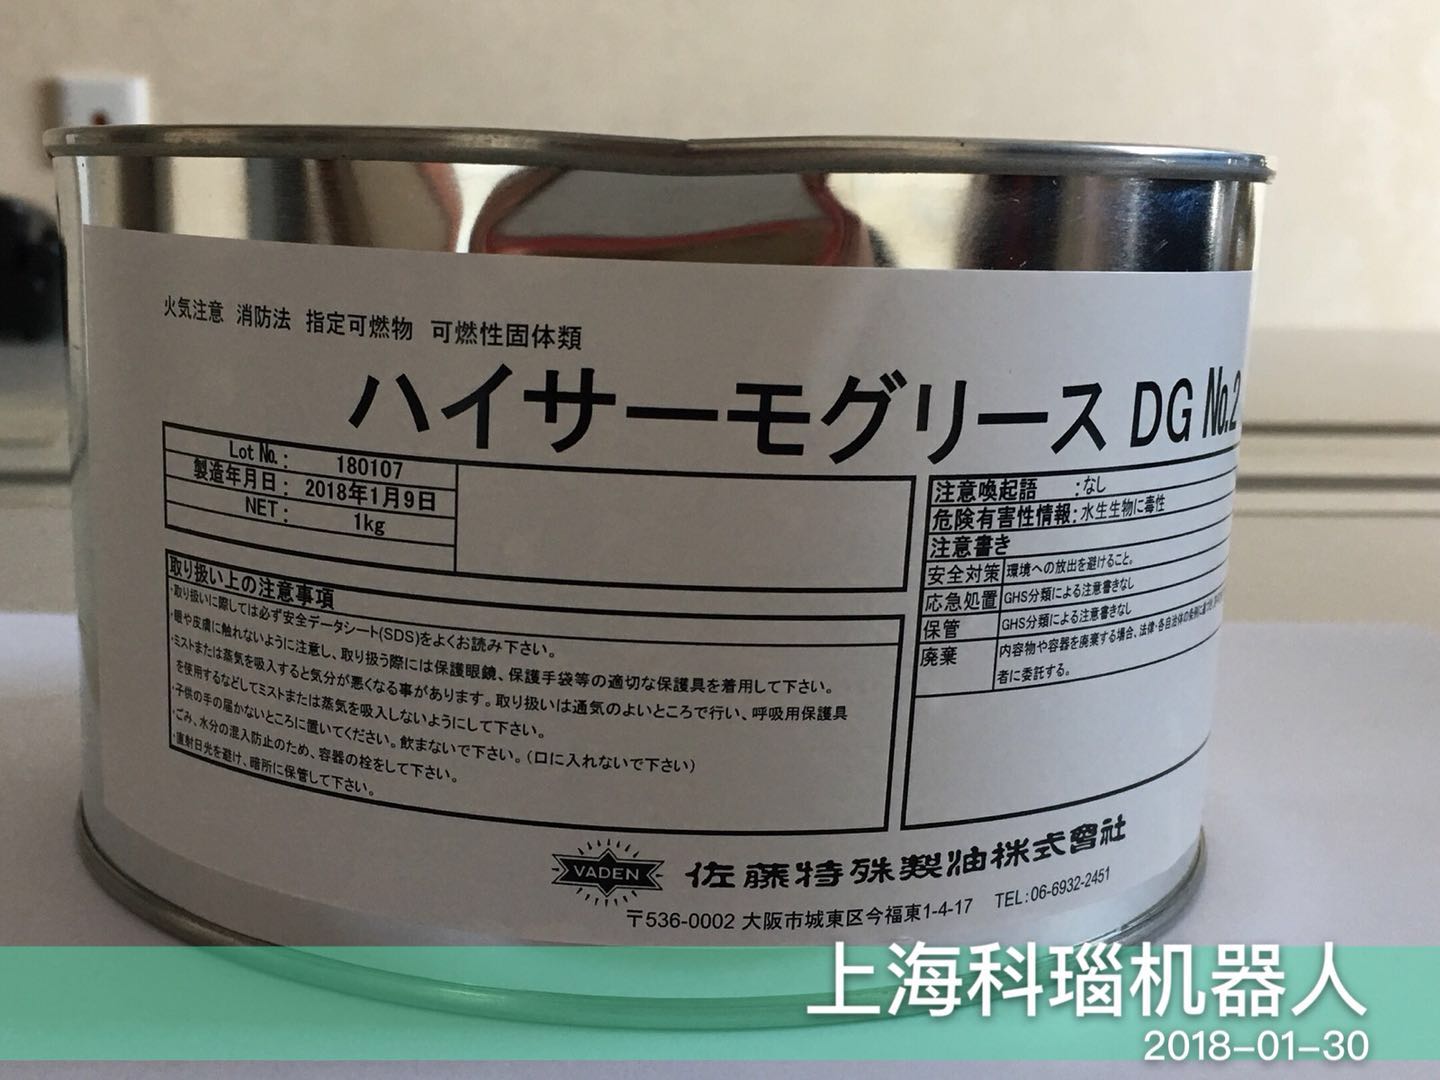 火気注意 消防法 指定可燃物 可燃性固体類
ハイサーモグリース DG No.2
Lot No.: 180107
製造年月日: 2018年1月9日
NET: 1kg
取り扱い上の注意事項
・取り扱いに際しては必ず安全データシート(SDS)をよくお読み下さい。
・眼や皮膚に触れないように注意し、取り扱う際には保護眼鏡、保護手袋等の適切な保護具を着用して下さい。
・ミストまたは蒸気を吸入すると気分が悪くなる事があります。取り扱いは通気のよいところで行い、呼吸用保護具
を使用するなどしてミストまたは蒸気を吸入しないようにして下さい。
・子供の手の届かないところに置いてください。飲まないで下さい。(口に入れないで下さい)
・ごみ、水分の混入防止のため、容器の栓をして下さい。
・直射日光を避け、暗所に保管して下さい。
注意喚起語 :なし
危険有害性情報:水生生物に毒性
注意書き
安全対策 環境への放出を避けること。
応急処置 GHS分類による注意書きなし
保管 GHS分類による注意書きなし
廃棄 内容物や容器を廃棄する場合、法律・各自治体の条例に基づき
者に委託する。
VADEN 佐藤特殊製油株式會社
〒536-0002 大阪市城東区今福東1-4-17 TEL:06-6932-2451
上海科瑙机器人
2018-01-30